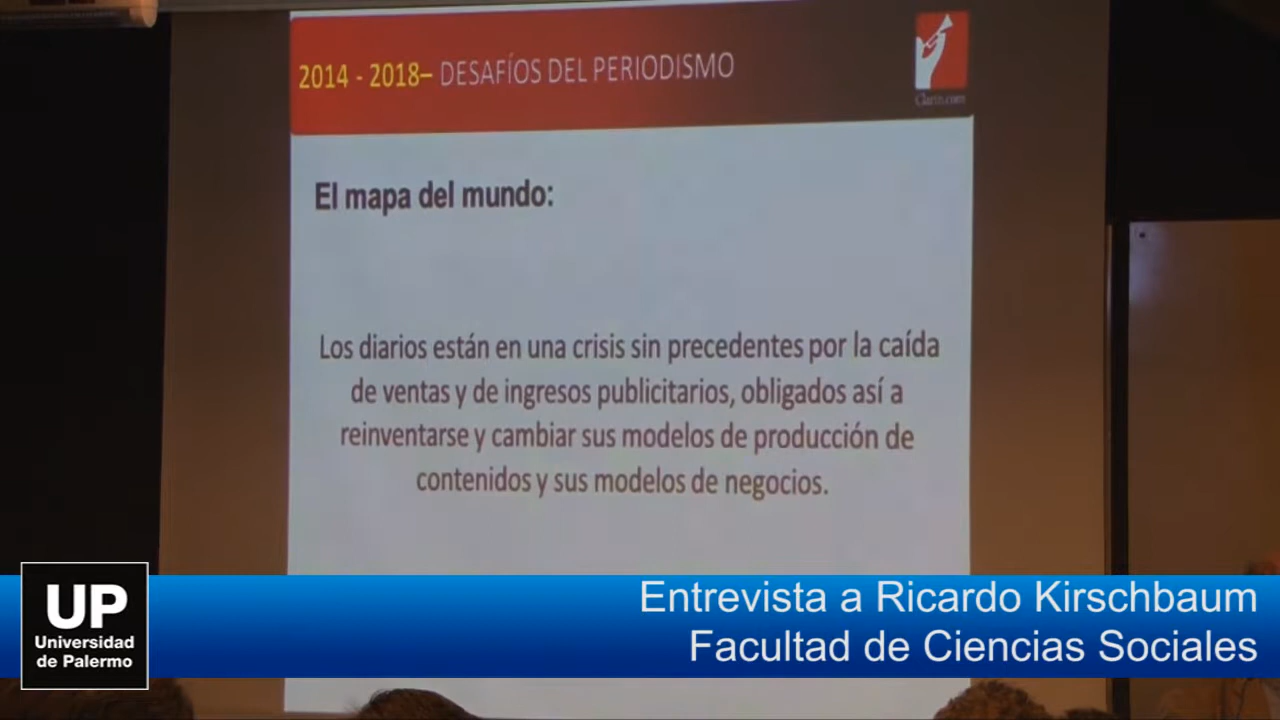 2014 - 2018– DESAFÍOS DEL PERIODISMO
Clarín.com
El mapa del mundo:
Los diarios están en una crisis sin precedentes por la caída
de ventas y de ingresos publicitarios, obligados así a
reinventarse y cambiar sus modelos de producción de
contenidos y sus modelos de negocios.
UP
Universidad
de Palermo
Entrevista a Ricardo Kirschbaum
Facultad de Ciencias Sociales